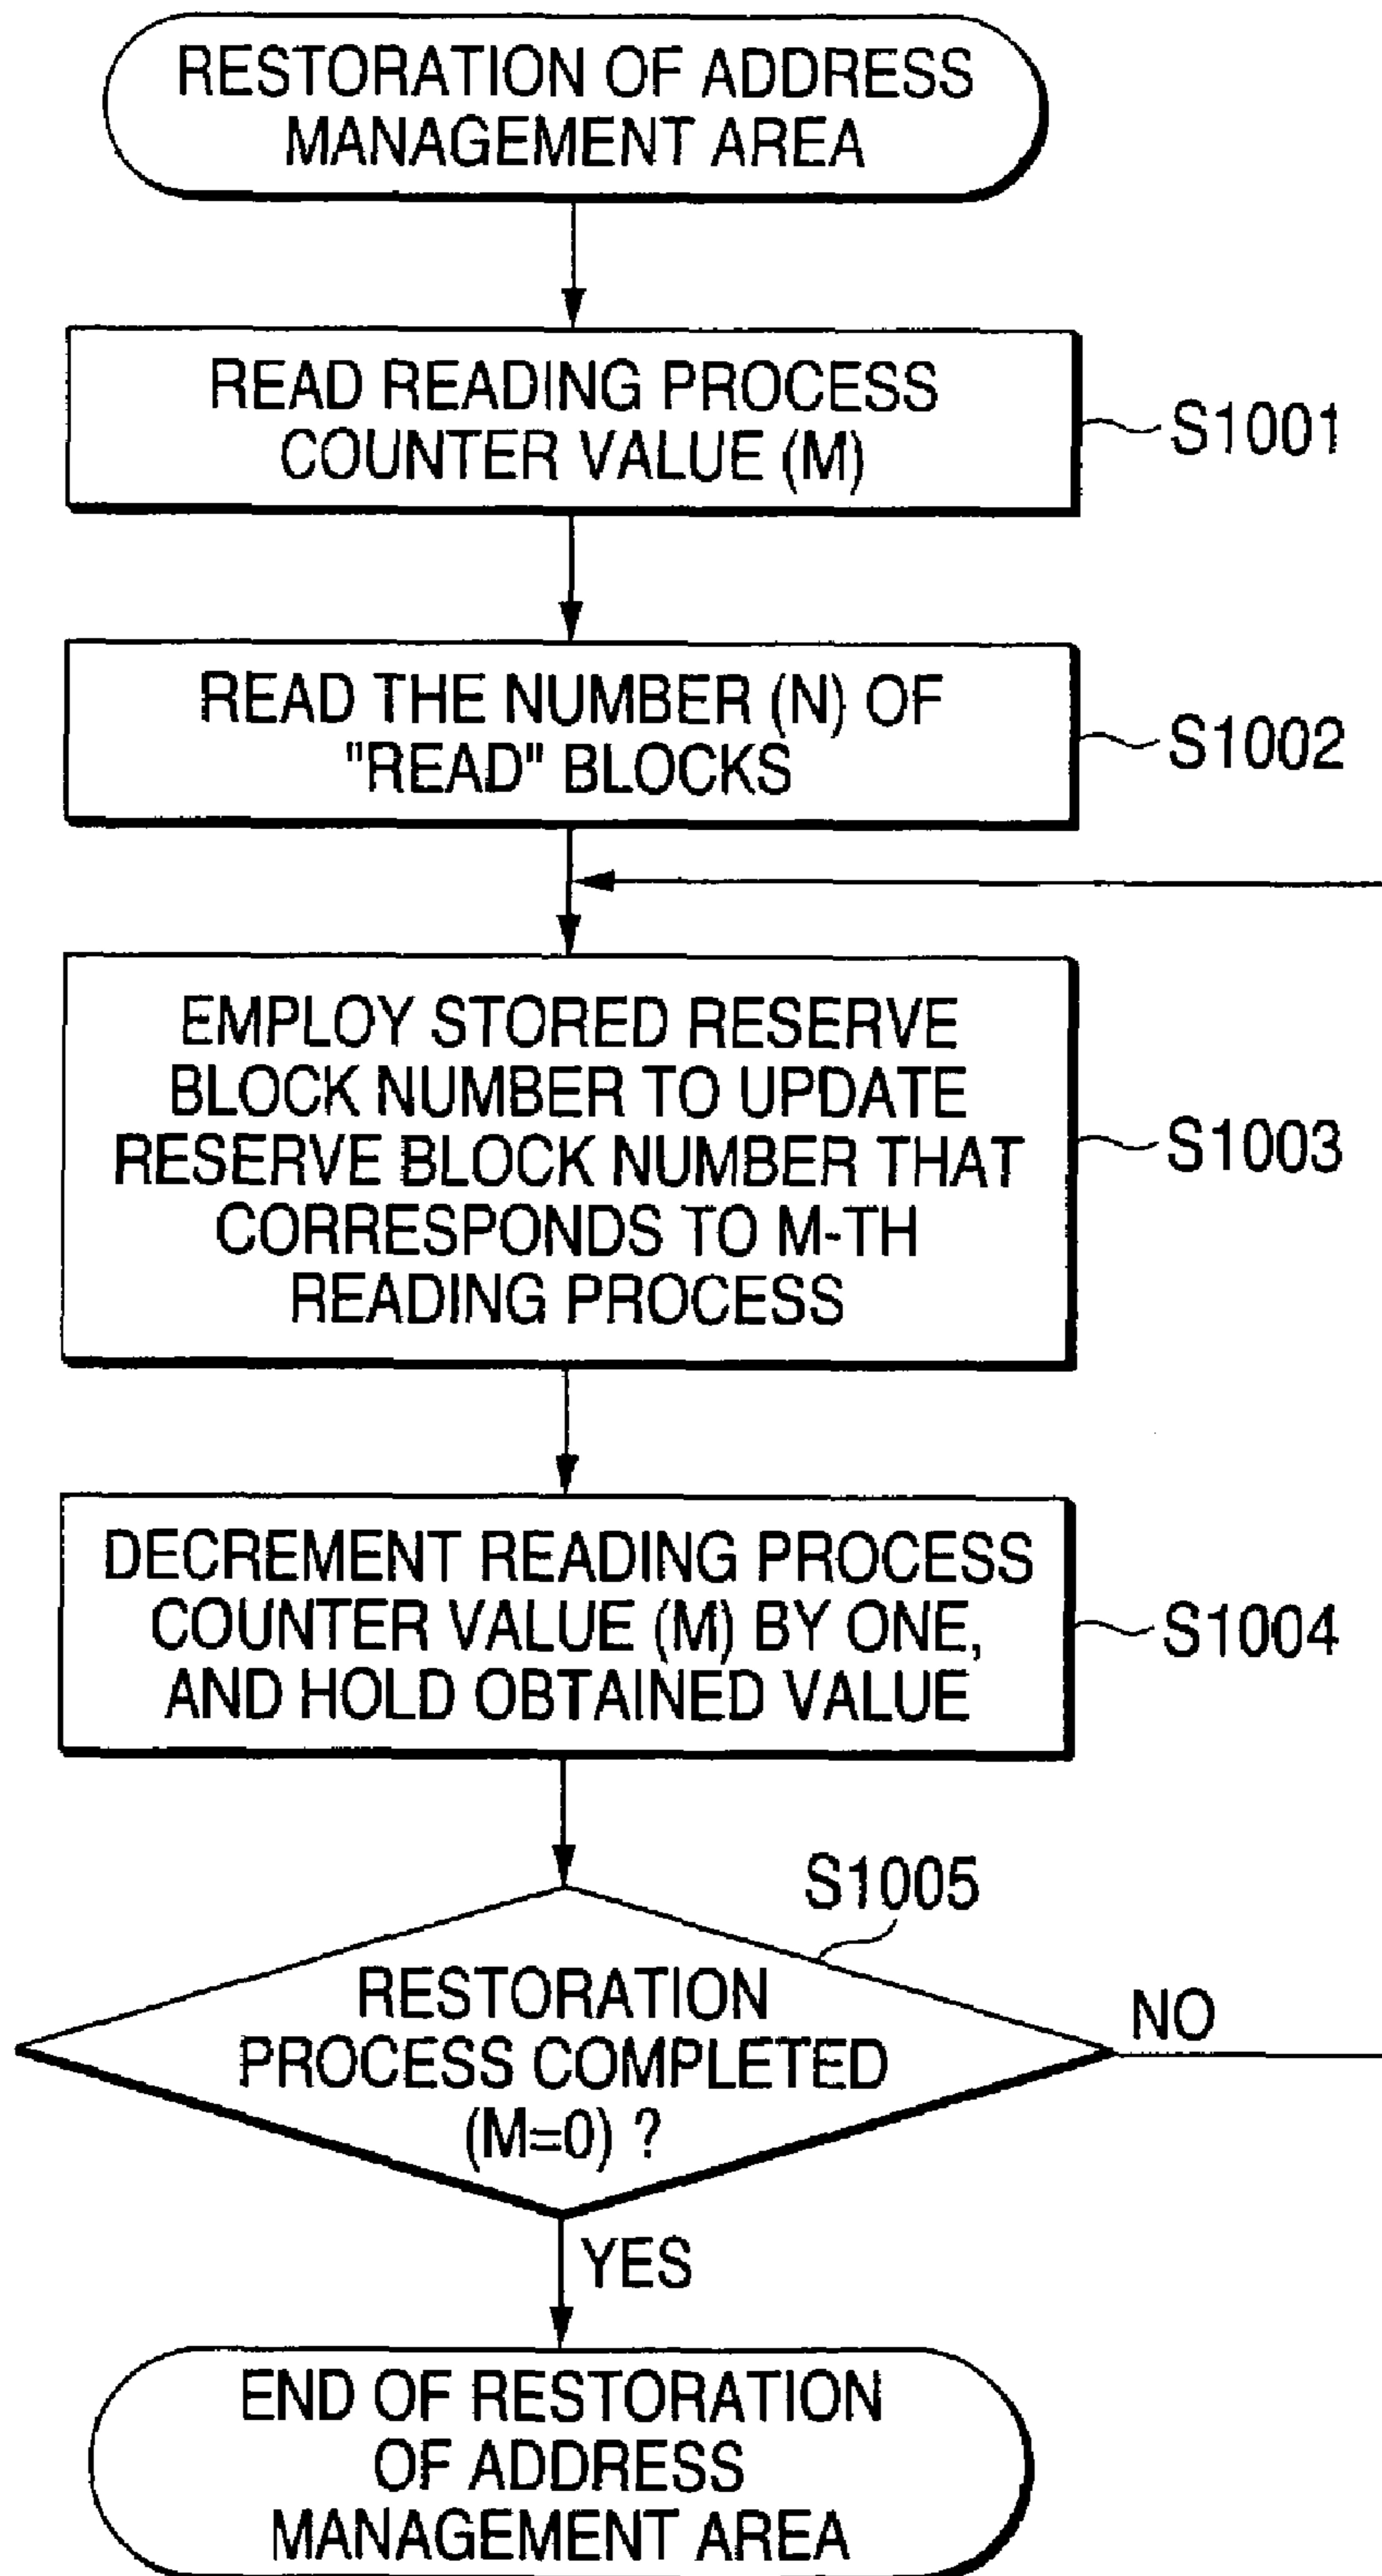 RESTORATION OF ADDRESS
MANAGEMENT AREA
READ READING PROCESS
COUNTER VALUE (M)
S1001
READ THE NUMBER (N) OF
"READ" BLOCKS
S1002
EMPLOY STORED RESERVE
BLOCK NUMBER TO UPDATE
RESERVE BLOCK NUMBER THAT
CORRESPONDS TO M-TH
READING PROCESS
S1003
DECREMENT READING PROCESS
COUNTER VALUE (M) BY ONE,
AND HOLD OBTAINED VALUE
S1004
S1005
RESTORATION
PROCESS COMPLETED
(M=0) ?
NO
YES
END OF RESTORATION
OF ADDRESS
MANAGEMENT AREA